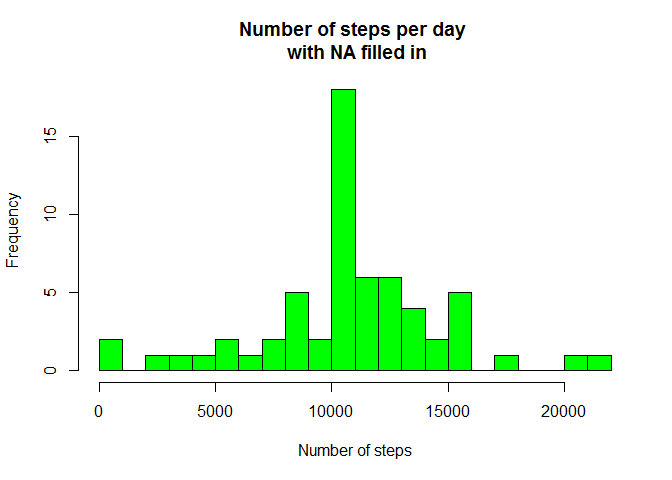 Number of steps per day
with NA filled in
Frequency
15
10
5
0
0 5000 10000 15000 20000
Number of steps